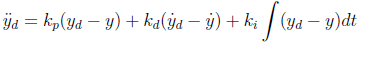 ÿ_d = k_p(y_d − y) + k_d(ẏ_d − ẏ) + k_i ∫(y_d − y)dt